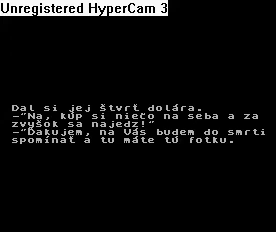 Unregistered HyperCam 3
Dal si jej štvrť dolára.
-"Na, kúp si niečo na seba a za
zvyšok sa najedz!"
-"Ďakujem, na Vás budem do smrti
spomínať a tu máte tú fotku.